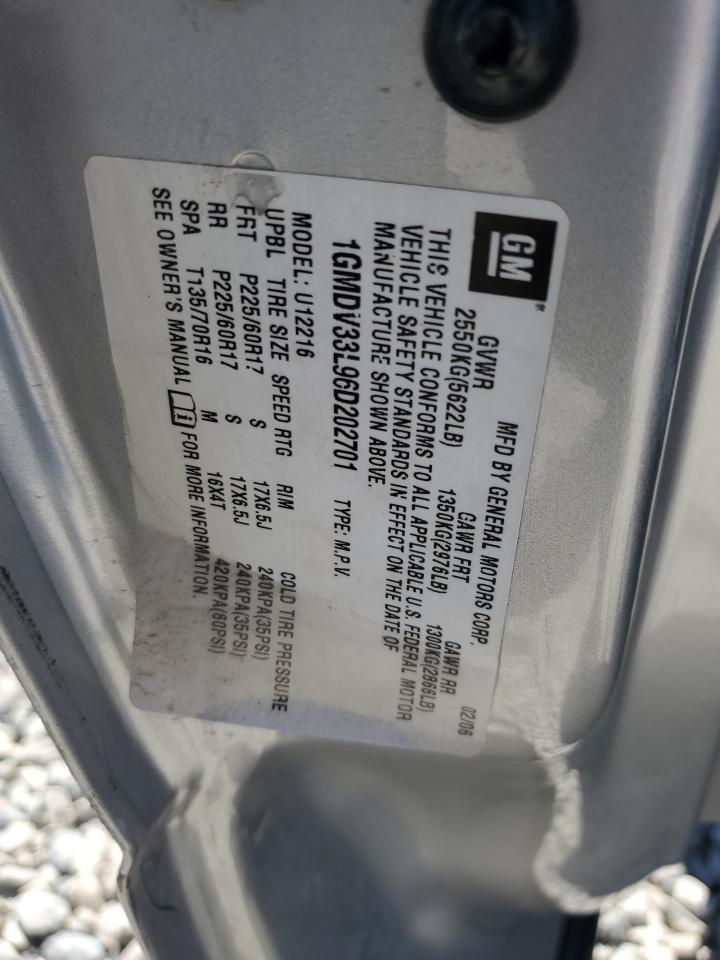 GM®
MFD BY GENERAL MOTORS CORP. 02/06
GVWR GAWR FRT GAWR RR
2550KG(5622LB) 1350KG(2976LB) 1300KG(2866LB)
THIS VEHICLE CONFORMS TO ALL APPLICABLE U.S. FEDERAL MOTOR
VEHICLE SAFETY STANDARDS IN EFFECT ON THE DATE OF
MANUFACTURE SHOWN ABOVE.
1GMDV33L96D202701 TYPE: M.P.V.
MODEL: U12216
UPBL TIRE SIZE SPEED RTG RIM COLD TIRE PRESSURE
FRT P225/60R17 S 17X6.5J 240KPA(35PSI)
RR P225/60R17 S 17X6.5J 240KPA(35PSI)
SPA T135/70R16 M 16X4T 420KPA(60PSI)
SEE OWNER'S MANUAL FOR MORE INFORMATION.